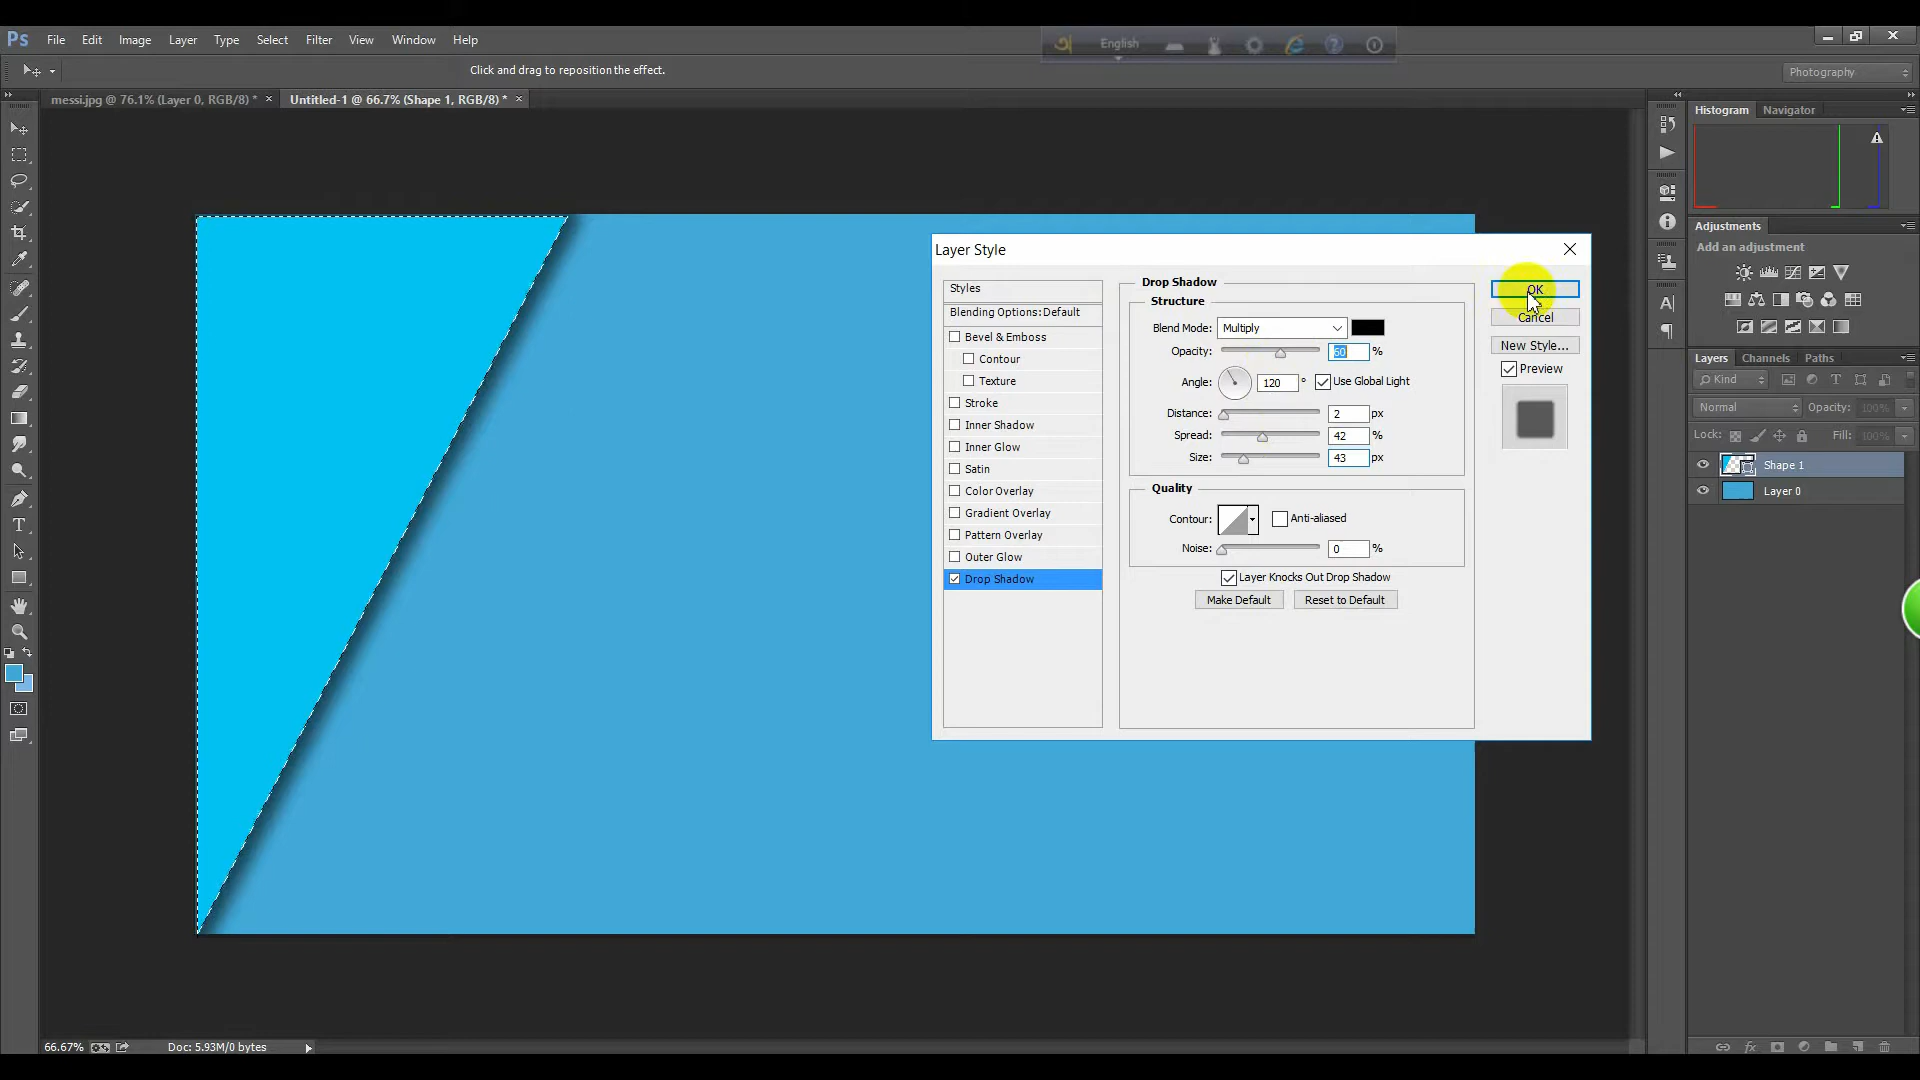 Ps File Edit Image Layer Type Select Filter View Window Help
English
Click and drag to reposition the effect.
Photography
messi.jpg @ 76.1% (Layer 0, RGB/8) * ×
Untitled-1 @ 66.7% (Shape 1, RGB/8) * ×
Histogram Navigator
Adjustments
Add an adjustment
Layers Channels Paths
Kind
Normal Opacity: 100%
Lock: Fill: 100%
Shape 1
Layer 0
Layer Style
Styles
Blending Options: Default
Bevel & Emboss
Contour
Texture
Stroke
Inner Shadow
Inner Glow
Satin
Color Overlay
Gradient Overlay
Pattern Overlay
Outer Glow
Drop Shadow
Drop Shadow
Structure
Blend Mode: Multiply
Opacity: 60 %
Angle: 120 ° Use Global Light
Distance: 2 px
Spread: 42 %
Size: 43 px
Quality
Contour: Anti-aliased
Noise: 0 %
Layer Knocks Out Drop Shadow
Make Default Reset to Default
OK
Cancel
New Style...
Preview
66.67% Doc: 5.93M/0 bytes